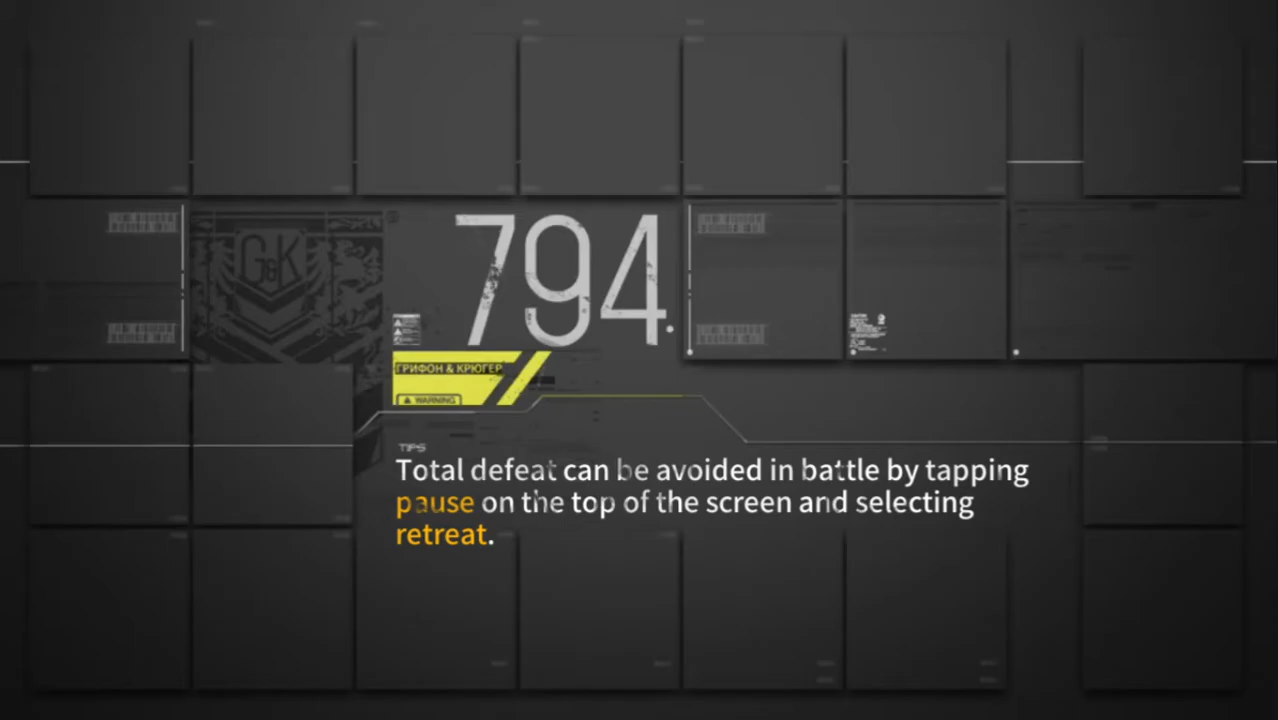 G&K
794.
ГРИФОН & КРЮГЕР
WARNING
TIPS
Total defeat can be avoided in battle by tapping
pause on the top of the screen and selecting
retreat.